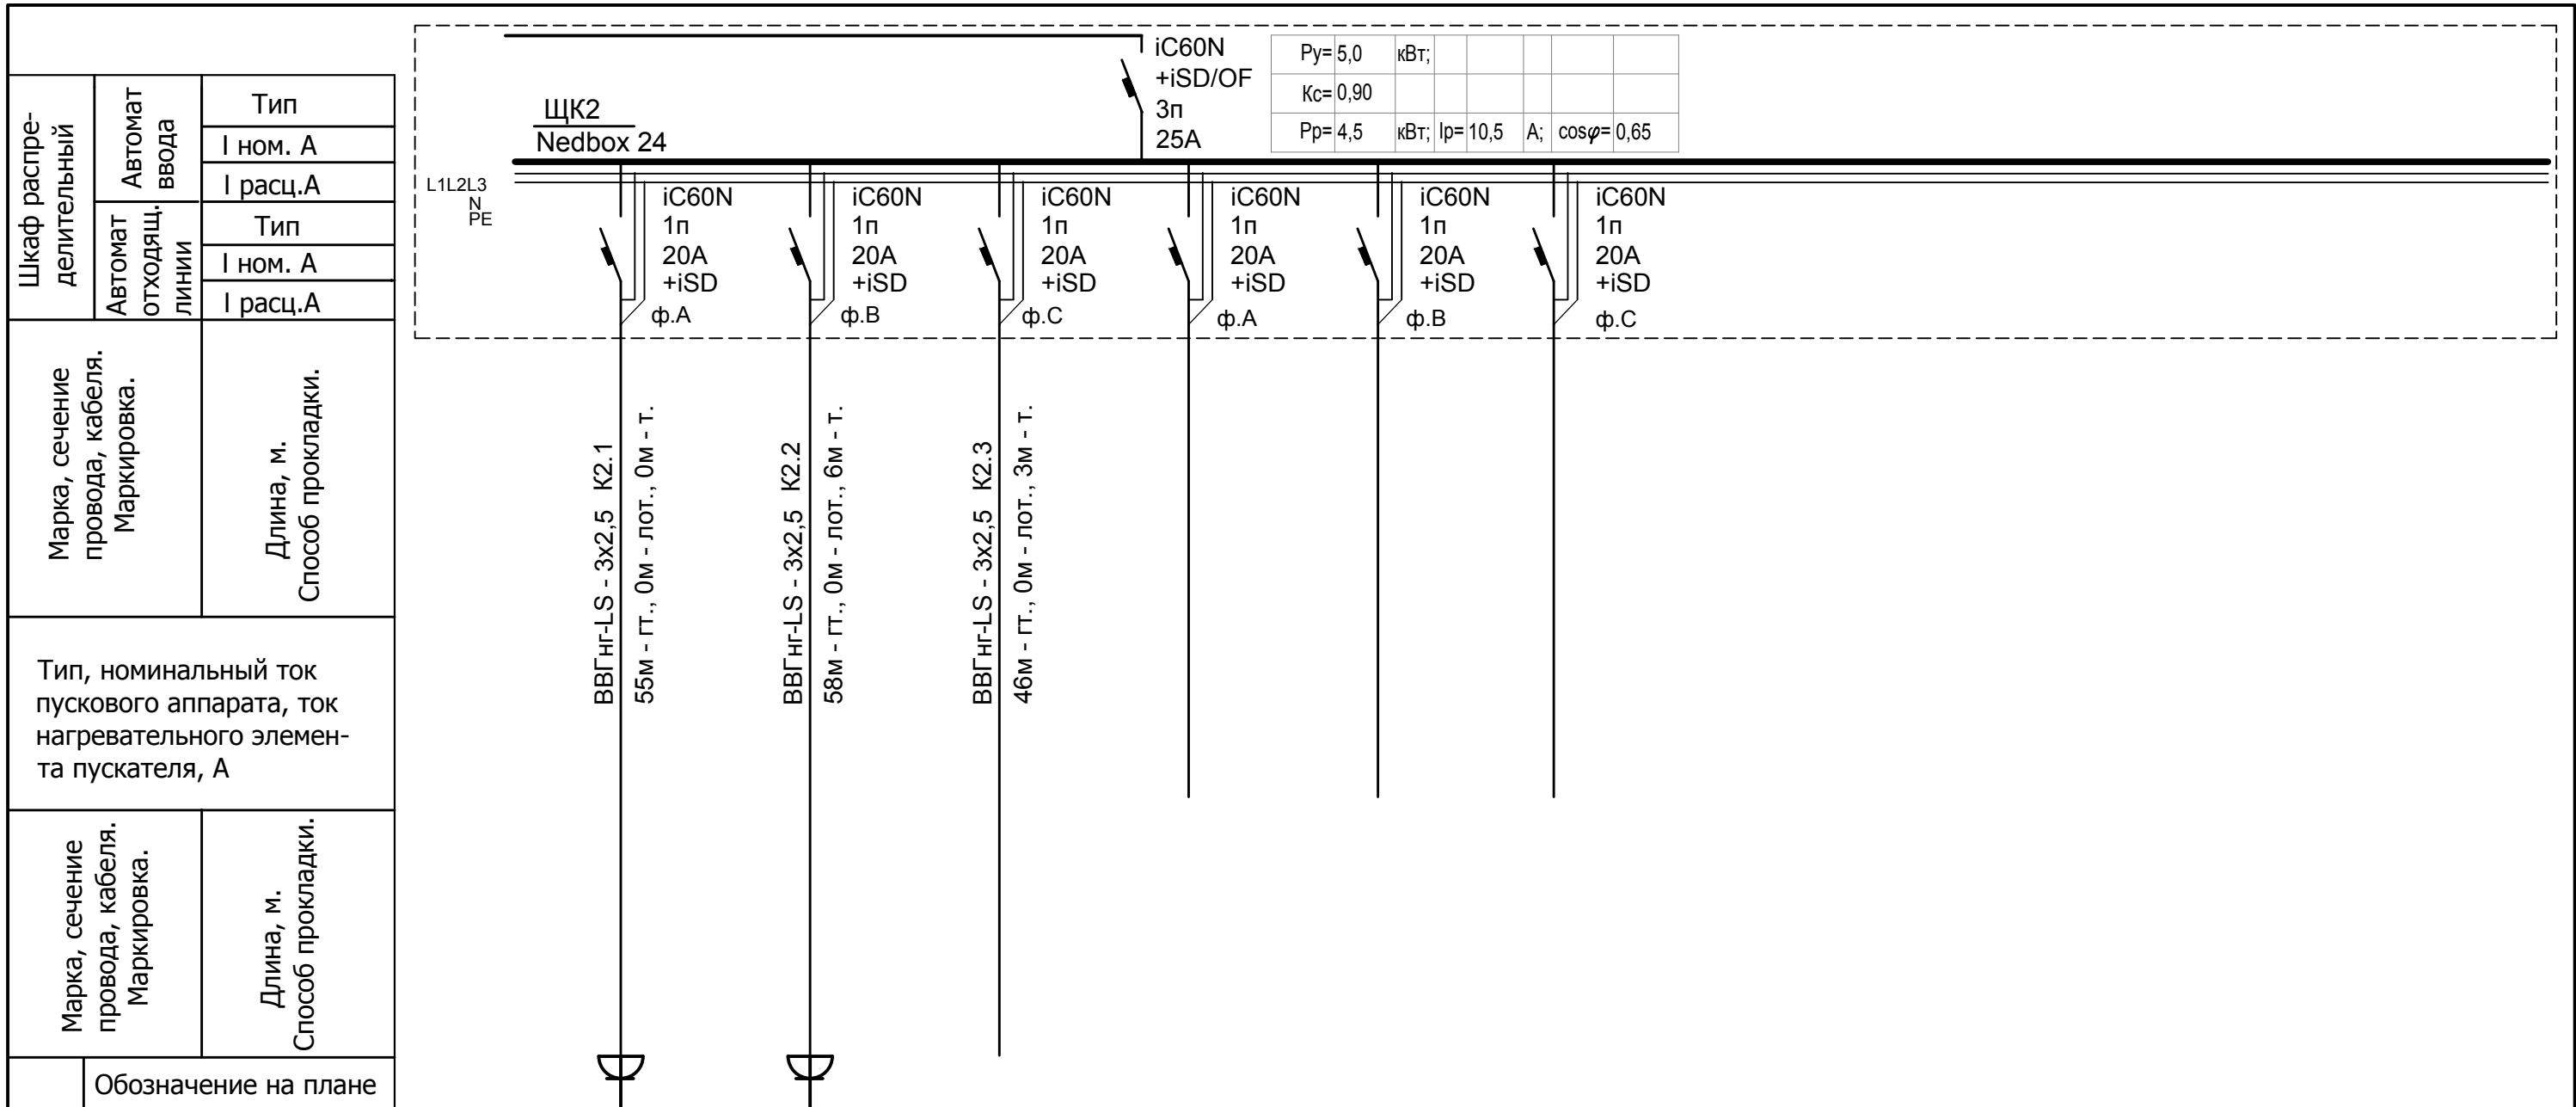 Шкаф распре-
делительный
Автомат
ввода
Тип
I ном. А
I расц.А
Автомат
отходящ.
линии
Тип
I ном. А
I расц.А
Марка, сечение
провода, кабеля.
Маркировка.
Длина, м.
Способ прокладки.
Тип, номинальный ток
пускового аппарата, ток
нагревательного элемен-
та пускателя, А
Марка, сечение
провода, кабеля.
Маркировка.
Длина, м.
Способ прокладки.
Обозначение на плане
ЩК2
Nedbox 24
iC60N
+iSD/OF
3п
25А
Pу= 5,0 кВт;
Kс= 0,90
Pр= 4,5 кВт; Iр= 10,5 А; cosφ= 0,65
L1L2L3
N
PE
iC60N
1п
20А
+iSD
ф.А
iC60N
1п
20А
+iSD
ф.В
iC60N
1п
20А
+iSD
ф.С
iC60N
1п
20А
+iSD
ф.А
iC60N
1п
20А
+iSD
ф.В
iC60N
1п
20А
+iSD
ф.С
ВВГнг-LS - 3х2,5 К2.1
55м - гт., 0м - лот., 0м - т.
ВВГнг-LS - 3х2,5 К2.2
58м - гт., 0м - лот., 6м - т.
ВВГнг-LS - 3х2,5 К2.3
46м - гт., 0м - лот., 3м - т.